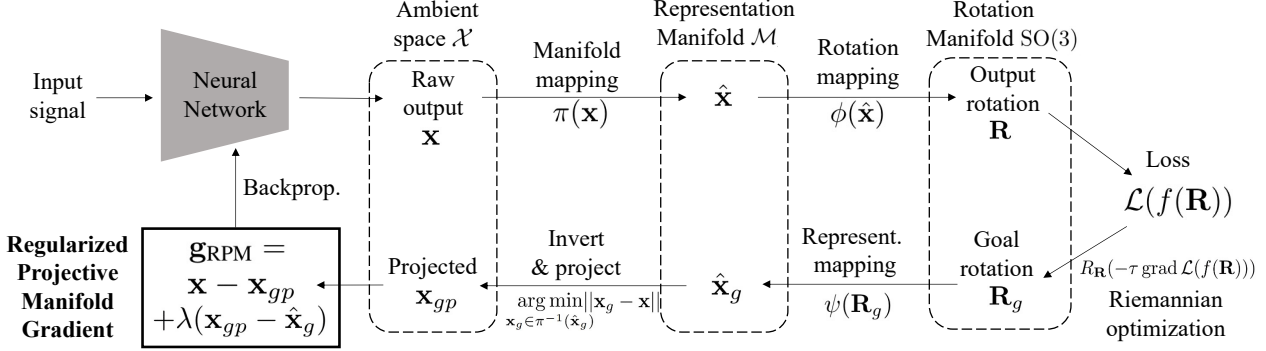 Input
signal
Neural
Network
Ambient
space 𝒳
Raw
output
𝐱
Manifold
mapping
π(𝐱)
Representation
Manifold ℳ
𝐱̂
Rotation
mapping
ϕ(𝐱̂)
Rotation
Manifold SO(3)
Output
rotation
𝐑
Loss
ℒ(f(𝐑))
R_𝐑(−τ grad ℒ(f(𝐑)))
Riemannian
optimization
Goal
rotation
𝐑_g
Represent.
mapping
ψ(𝐑_g)
𝐱̂_g
Invert
& project
arg min||𝐱_g − 𝐱||
𝐱_g∈π⁻¹(𝐱̂_g)
Projected
𝐱_gp
Backprop.
𝐠_RPM =
𝐱 − 𝐱_gp
+λ(𝐱_gp − 𝐱̂_g)
Regularized
Projective
Manifold
Gradient